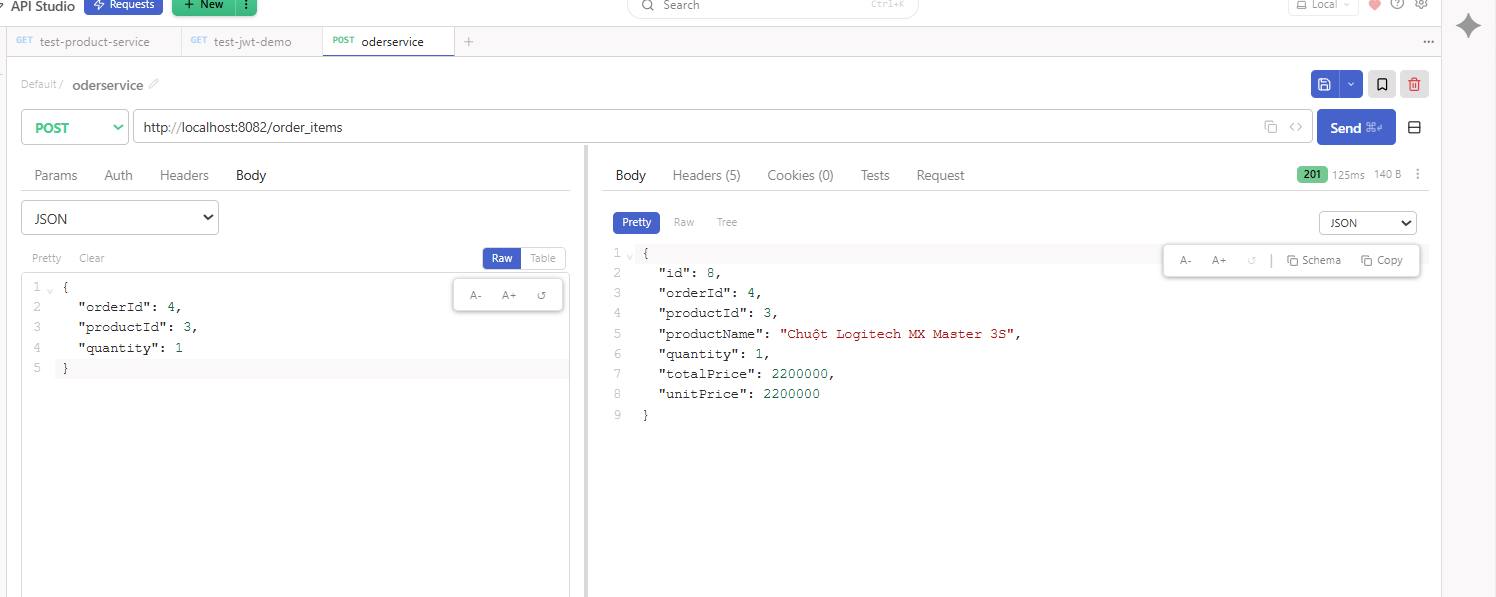 API Studio
Requests
+ New
Search
Ctrl+K
Local
GET test-product-service
GET test-jwt-demo
POST oderservice
Default / oderservice
POST
http://localhost:8082/order_items
Send
Params Auth Headers Body
JSON
Pretty Clear
Raw Table
A- A+
1 {
2 "orderId": 4,
3 "productId": 3,
4 "quantity": 1
5 }
Body Headers (5) Cookies (0) Tests Request
201 125ms 140 B
Pretty Raw Tree
JSON
A- A+ | Schema Copy
1 {
2 "id": 8,
3 "orderId": 4,
4 "productId": 3,
5 "productName": "Chuột Logitech MX Master 3S",
6 "quantity": 1,
7 "totalPrice": 2200000,
8 "unitPrice": 2200000
9 }